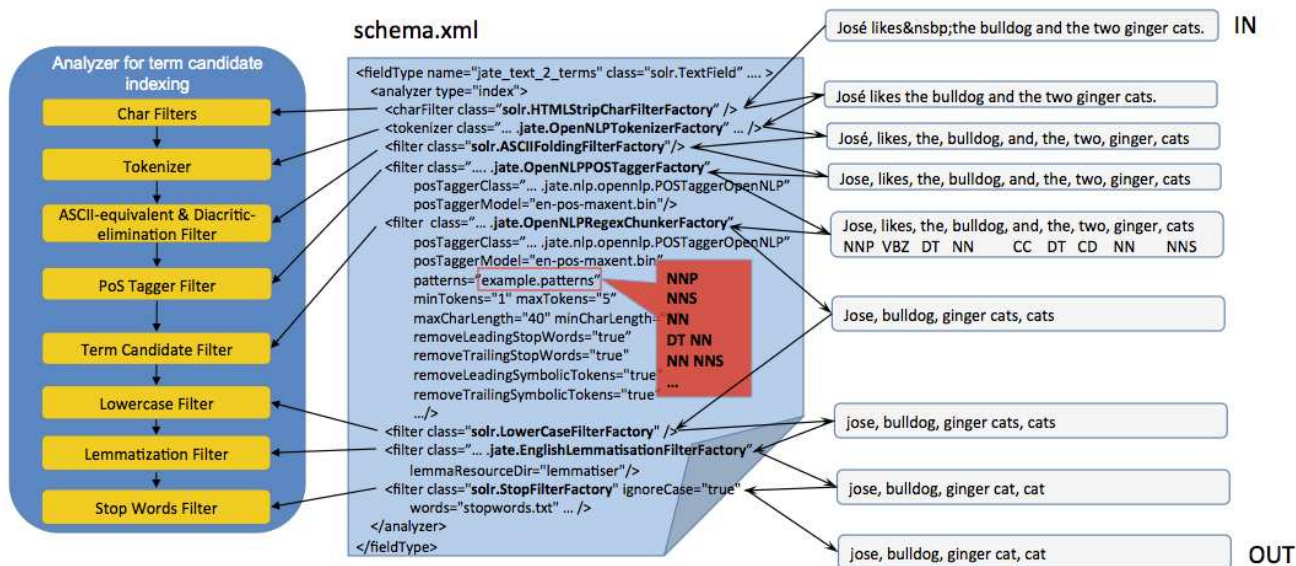 schema.xml
IN
OUT
Analyzer for term candidate
indexing
Char Filters
Tokenizer
ASCII-equivalent & Diacritic-
elimination Filter
PoS Tagger Filter
Term Candidate Filter
Lowercase Filter
Lemmatization Filter
Stop Words Filter
<fieldType name="jate_text_2_terms" class="solr.TextField" .... >
<analyzer type="index">
<charFilter class="solr.HTMLStripCharFilterFactory" />
<tokenizer class="... .jate.OpenNLPTokenizerFactory" ... />
<filter class="solr.ASCIIFoldingFilterFactory"/>
<filter class=".... .jate.OpenNLPPOSTaggerFactory"
posTaggerClass="... .jate.nlp.opennlp.POSTaggerOpenNLP"
posTaggerModel="en-pos-maxent.bin"/>
<filter class="... .jate.OpenNLPRegexChunkerFactory"
posTaggerClass="... .jate.nlp.opennlp.POSTaggerOpenNLP"
posTaggerModel="en-pos-maxent.bin"
patterns="example.patterns"
minTokens="1" maxTokens="5"
maxCharLength="40" minCharLength="
removeLeadingStopWords="true"
removeTrailingStopWords="true"
removeLeadingSymbolicTokens="true"
removeTrailingSymbolicTokens="true"
.../>
<filter class="solr.LowerCaseFilterFactory" />
<filter class="... .jate.EnglishLemmatisationFilterFactory"
lemmaResourceDir="lemmatiser"/>
<filter class="solr.StopFilterFactory" ignoreCase="true"
words="stopwords.txt" ... />
</analyzer>
</fieldType>
NNP
NNS
NN
DT NN
NN NNS
...
José likes&nsbp;the bulldog and the two ginger cats.
José likes the bulldog and the two ginger cats.
José, likes, the, bulldog, and, the, two, ginger, cats
Jose, likes, the, bulldog, and, the, two, ginger, cats
Jose, likes, the, bulldog, and, the, two, ginger, cats
NNP VBZ DT NN CC DT CD NN NNS
Jose, bulldog, ginger cats, cats
jose, bulldog, ginger cats, cats
jose, bulldog, ginger cat, cat
jose, bulldog, ginger cat, cat